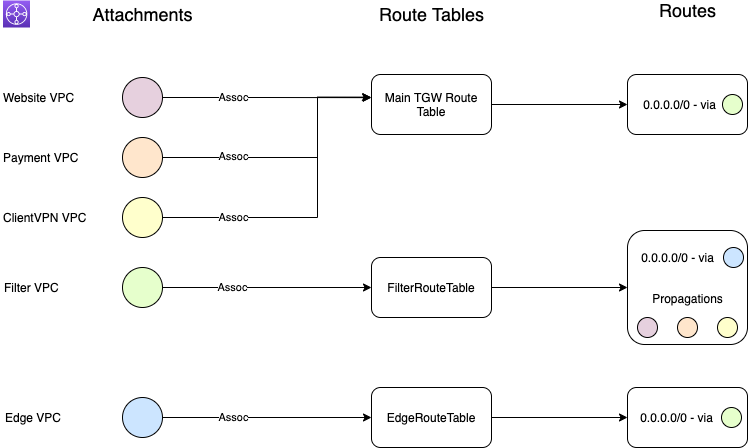 Attachments
Route Tables
Routes
Website VPC
Assoc
Main TGW Route
Table
0.0.0.0/0 - via
Payment VPC
Assoc
ClientVPN VPC
Assoc
0.0.0.0/0 - via
Filter VPC
Assoc
FilterRouteTable
Propagations
Edge VPC
Assoc
EdgeRouteTable
0.0.0.0/0 - via